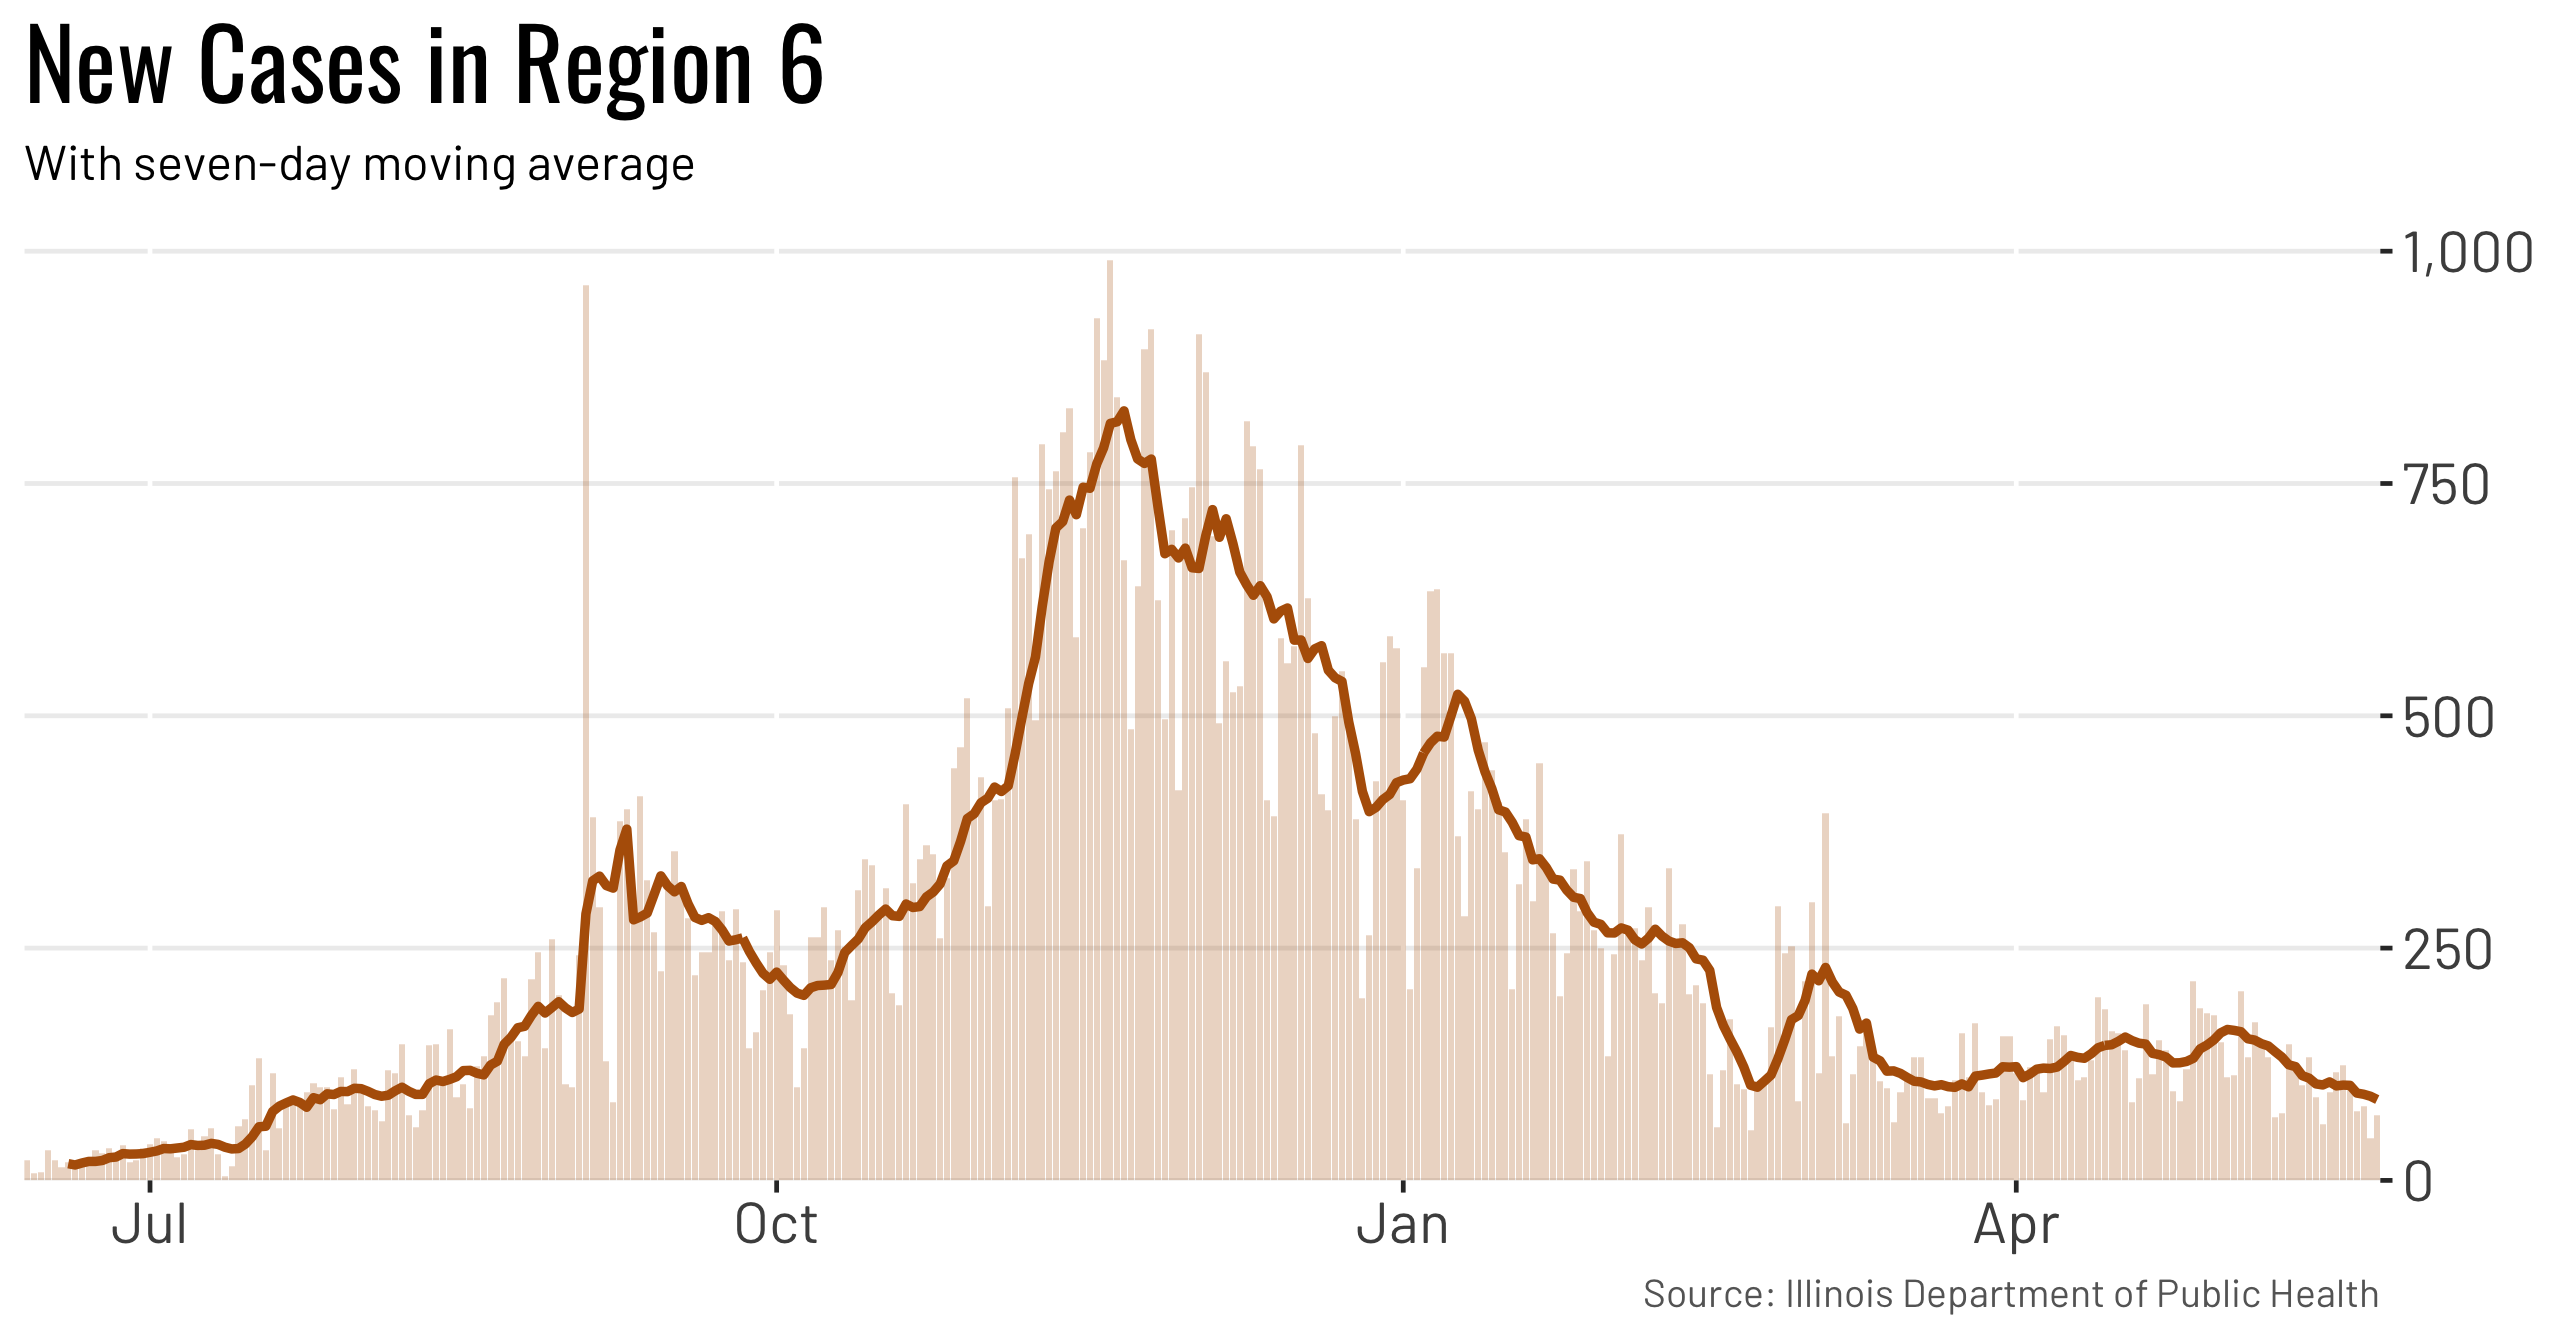 New Cases in Region 6
With seven-day moving average
1,000
750
500
250
0
Jul Oct Jan Apr
Source: Illinois Department of Public Health